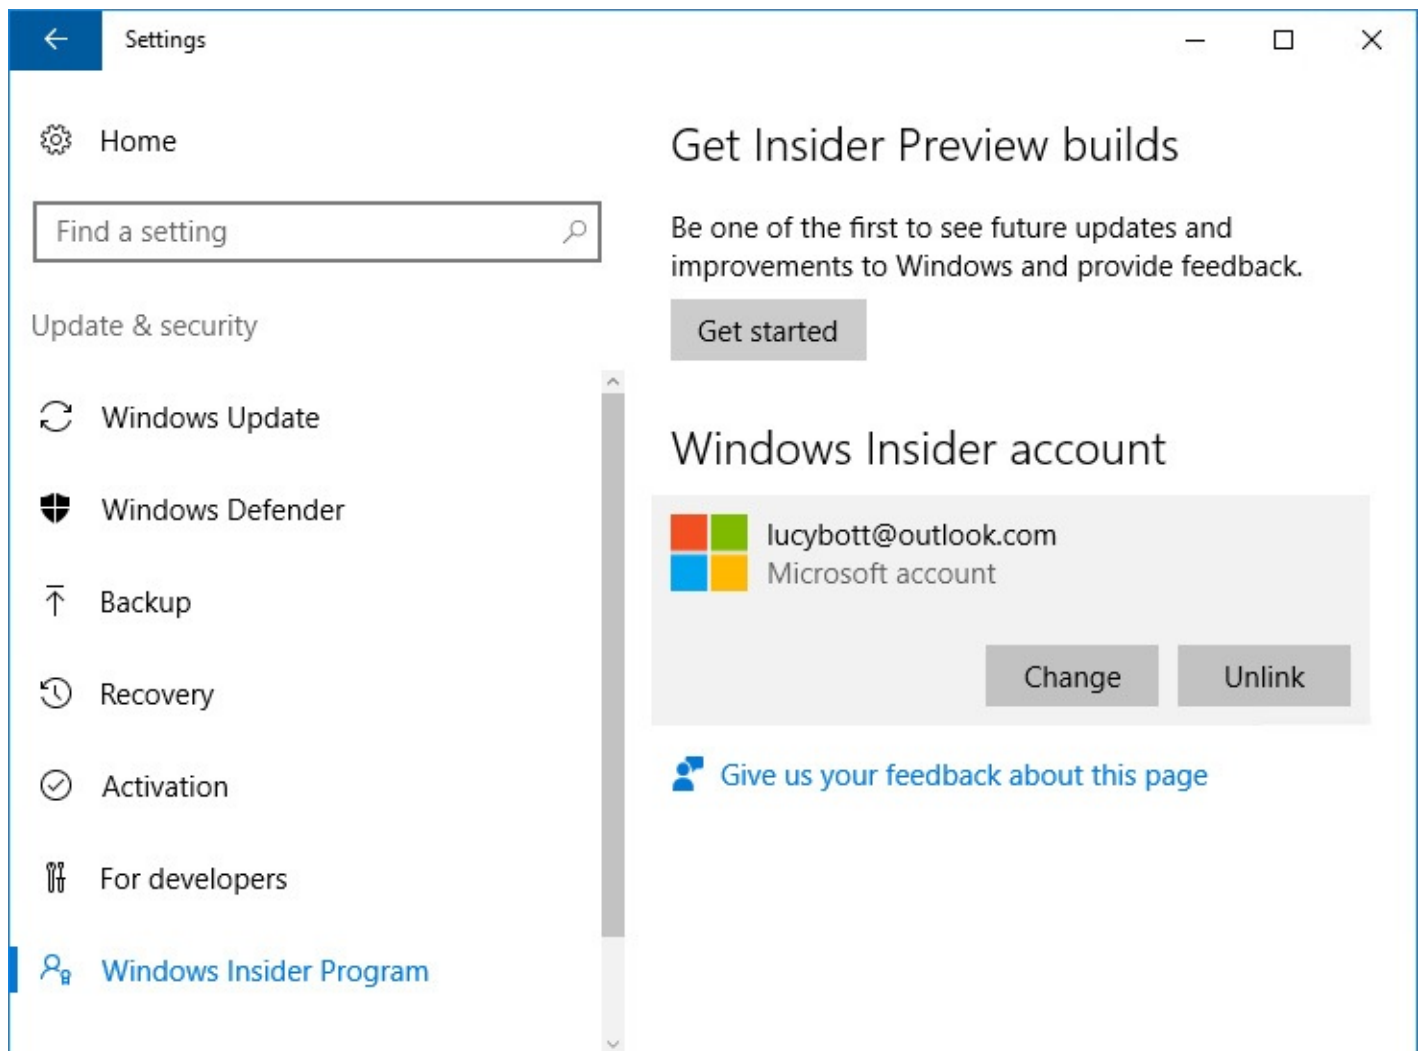 Settings
Home
Find a setting
Update & security
Windows Update
Windows Defender
Backup
Recovery
Activation
For developers
Windows Insider Program
Get Insider Preview builds
Be one of the first to see future updates and
improvements to Windows and provide feedback.
Get started
Windows Insider account
lucybott@outlook.com
Microsoft account
Change
Unlink
Give us your feedback about this page